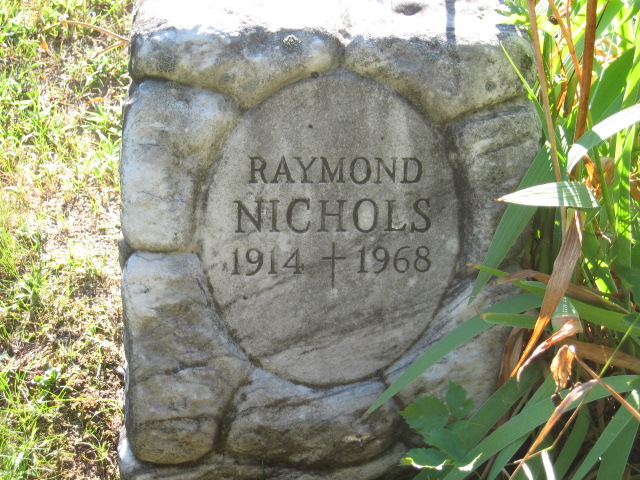 RAYMOND
NICHOLS
1914 † 1968